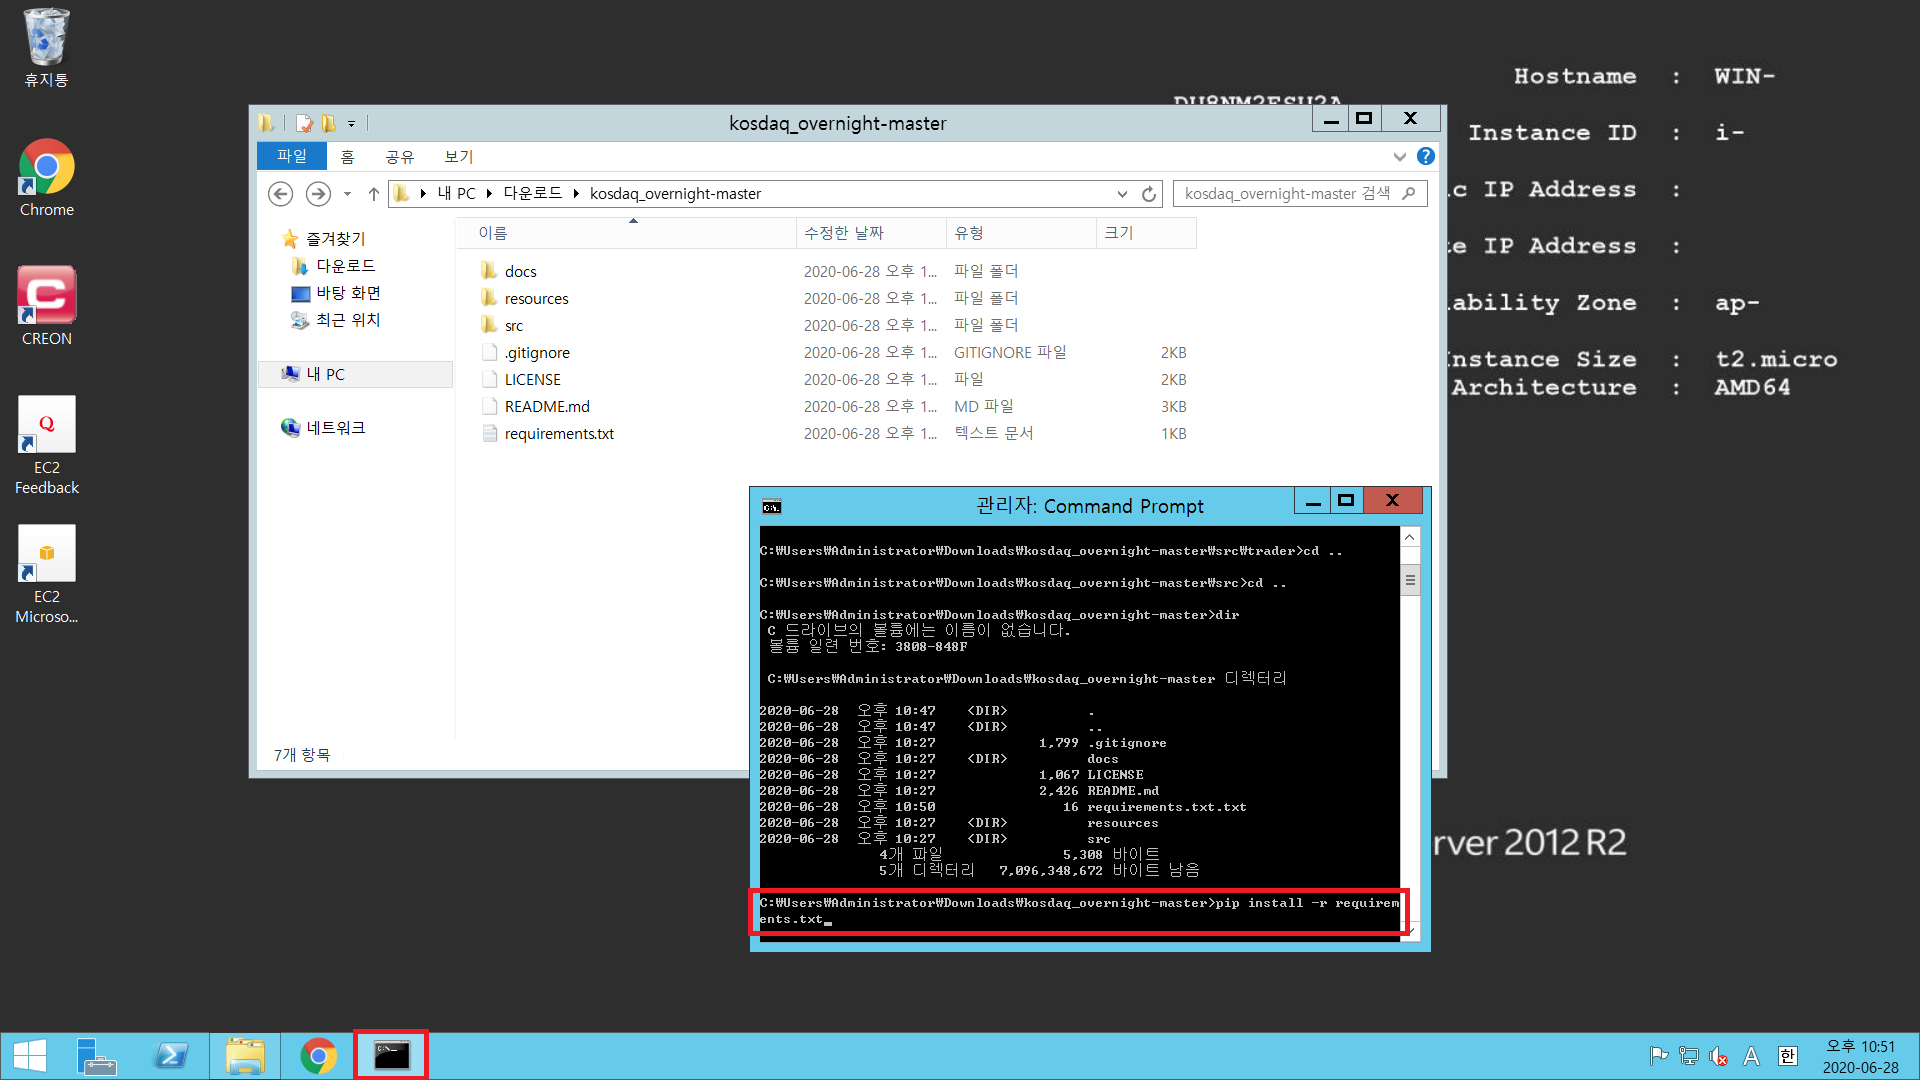 휴지통
Chrome
CREON
EC2
Feedback
EC2
Microso...
Hostname : WIN-
Instance ID : i-
IP Address :
IP Address :
Zone : ap-
Instance Size : t2.micro
Architecture : AMD64
rver 2012 R2
kosdaq_overnight-master
파일 홈 공유 보기
내 PC 다운로드 kosdaq_overnight-master
kosdaq_overnight-master 검색
즐겨찾기
다운로드
바탕 화면
최근 위치
내 PC
네트워크
이름 수정한 날짜 유형 크기
docs 2020-06-28 오후 1... 파일 폴더
resources 2020-06-28 오후 1... 파일 폴더
src 2020-06-28 오후 1... 파일 폴더
.gitignore 2020-06-28 오후 1... GITIGNORE 파일 2KB
LICENSE 2020-06-28 오후 1... 파일 2KB
README.md 2020-06-28 오후 1... MD 파일 3KB
requirements.txt 2020-06-28 오후 1... 텍스트 문서 1KB
7개 항목
관리자: Command Prompt
C:₩Users₩Administrator₩Downloads₩kosdaq_overnight-master₩src₩trader>cd ..
C:₩Users₩Administrator₩Downloads₩kosdaq_overnight-master₩src>cd ..
C:₩Users₩Administrator₩Downloads₩kosdaq_overnight-master>dir
C 드라이브의 볼륨에는 이름이 없습니다.
볼륨 일련 번호: 3808-848F
C:₩Users₩Administrator₩Downloads₩kosdaq_overnight-master 디렉터리
2020-06-28 오후 10:47 <DIR> .
2020-06-28 오후 10:47 <DIR> ..
2020-06-28 오후 10:27 1,799 .gitignore
2020-06-28 오후 10:27 <DIR> docs
2020-06-28 오후 10:27 1,067 LICENSE
2020-06-28 오후 10:27 2,426 README.md
2020-06-28 오후 10:50 16 requirements.txt.txt
2020-06-28 오후 10:27 <DIR> resources
2020-06-28 오후 10:27 <DIR> src
4개 파일 5,308 바이트
5개 디렉터리 7,096,348,672 바이트 남음
C:₩Users₩Administrator₩Downloads₩kosdaq_overnight-master>pip install -r requirem
ents.txt
A 한
오후 10:51
2020-06-28